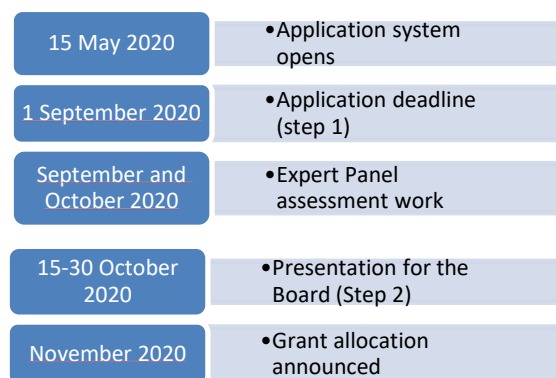 15 May 2020
•Application system
opens
1 September 2020
•Application deadline
(step 1)
September and
October 2020
•Expert Panel
assessment work
15-30 October
2020
•Presentation for the
Board (Step 2)
November 2020
•Grant allocation
announced